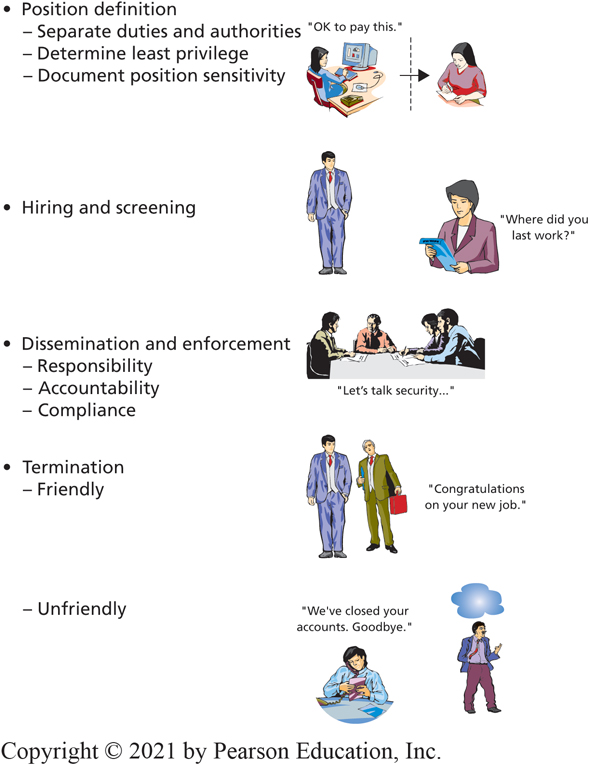 • Position definition
– Separate duties and authorities
"OK to pay this."
– Determine least privilege
– Document position sensitivity
• Hiring and screening
"Where did you
last work?"
• Dissemination and enforcement
– Responsibility
– Accountability
– Compliance
"Let's talk security..."
• Termination
– Friendly
"Congratulations
on your new job."
– Unfriendly
"We've closed your
accounts. Goodbye."
Copyright © 2021 by Pearson Education, Inc.